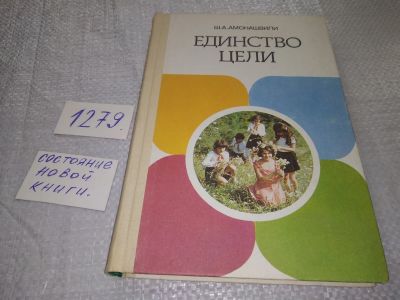 Ш.А.АМОНАШВИЛИ
ЕДИНСТВО
ЦЕЛИ
1279.
состояние
новой
книги.